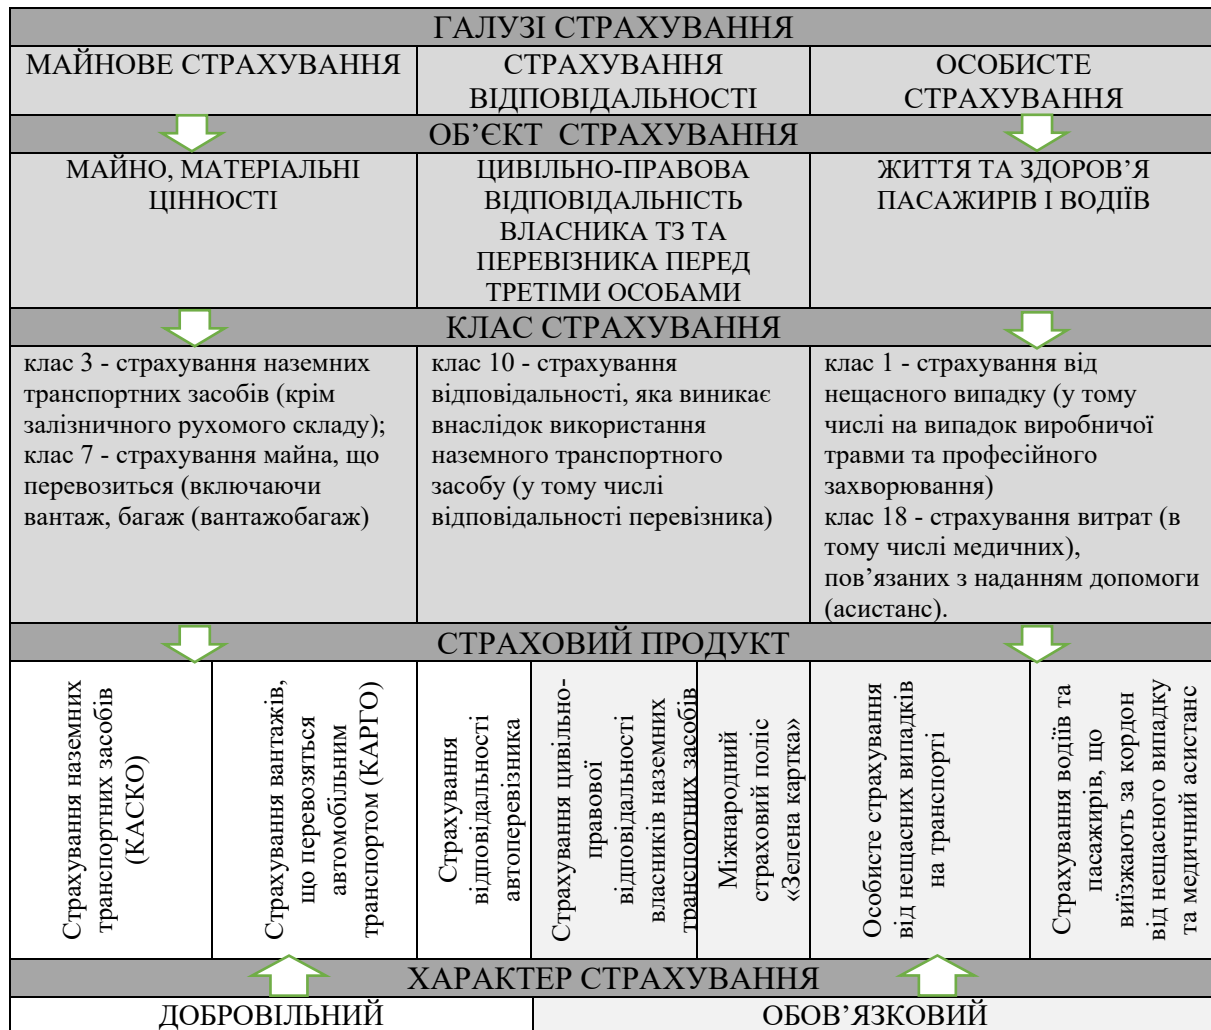 ГАЛУЗІ СТРАХУВАННЯ
МАЙНОВЕ СТРАХУВАННЯ
СТРАХУВАННЯ
ВІДПОВІДАЛЬНОСТІ
ОСОБИСТЕ
СТРАХУВАННЯ
ОБ’ЄКТ СТРАХУВАННЯ
МАЙНО, МАТЕРІАЛЬНІ
ЦІННОСТІ
ЦИВІЛЬНО-ПРАВОВА
ВІДПОВІДАЛЬНІСТЬ
ВЛАСНИКА ТЗ ТА
ПЕРЕВІЗНИКА ПЕРЕД
ТРЕТІМИ ОСОБАМИ
ЖИТТЯ ТА ЗДОРОВ’Я
ПАСАЖИРІВ І ВОДІЇВ
КЛАС СТРАХУВАННЯ
клас 3 - страхування наземних
транспортних засобів (крім
залізничного рухомого складу);
клас 7 - страхування майна, що
перевозиться (включаючи
вантаж, багаж (вантажобагаж)
клас 10 - страхування
відповідальності, яка виникає
внаслідок використання
наземного транспортного
засобу (у тому числі
відповідальності перевізника)
клас 1 - страхування від
нещасного випадку (у тому
числі на випадок виробничої
травми та професійного
захворювання)
клас 18 - страхування витрат (в
тому числі медичних),
пов’язаних з наданням допомоги
(асистанс).
СТРАХОВИЙ ПРОДУКТ
Страхування наземних
транспортних засобів
(КАСКО)
Страхування вантажів,
що перевозяться
автомобільним
транспортом (КАРГО)
Страхування
відповідальності
автоперевізника
Страхування цивільно-
правової
відповідальності
власників наземних
транспортних засобів
Міжнародний
страховий поліс
«Зелена картка»
Особисте страхування
від нещасних випадків
на транспорті
Страхування водіїв та
пасажирів, що
виїзжають за кордон
від нещасного випадку
та медичний асистанс
ХАРАКТЕР СТРАХУВАННЯ
ДОБРОВІЛЬНИЙ
ОБОВ’ЯЗКОВИЙ